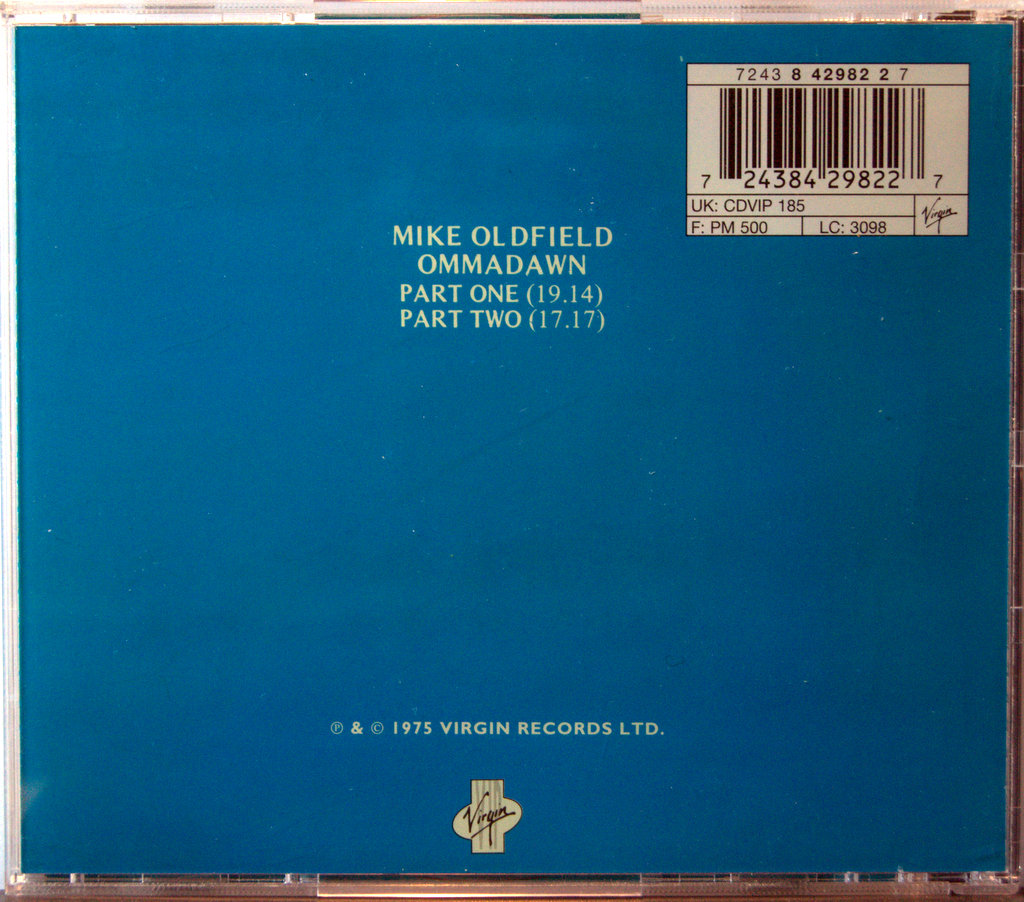 7243 8 42982 2 7
7 24384 29822 7
UK: CDVIP 185
Virgin
F: PM 500 LC: 3098
MIKE OLDFIELD
OMMADAWN
PART ONE (19.14)
PART TWO (17.17)
℗ & © 1975 VIRGIN RECORDS LTD.
Virgin